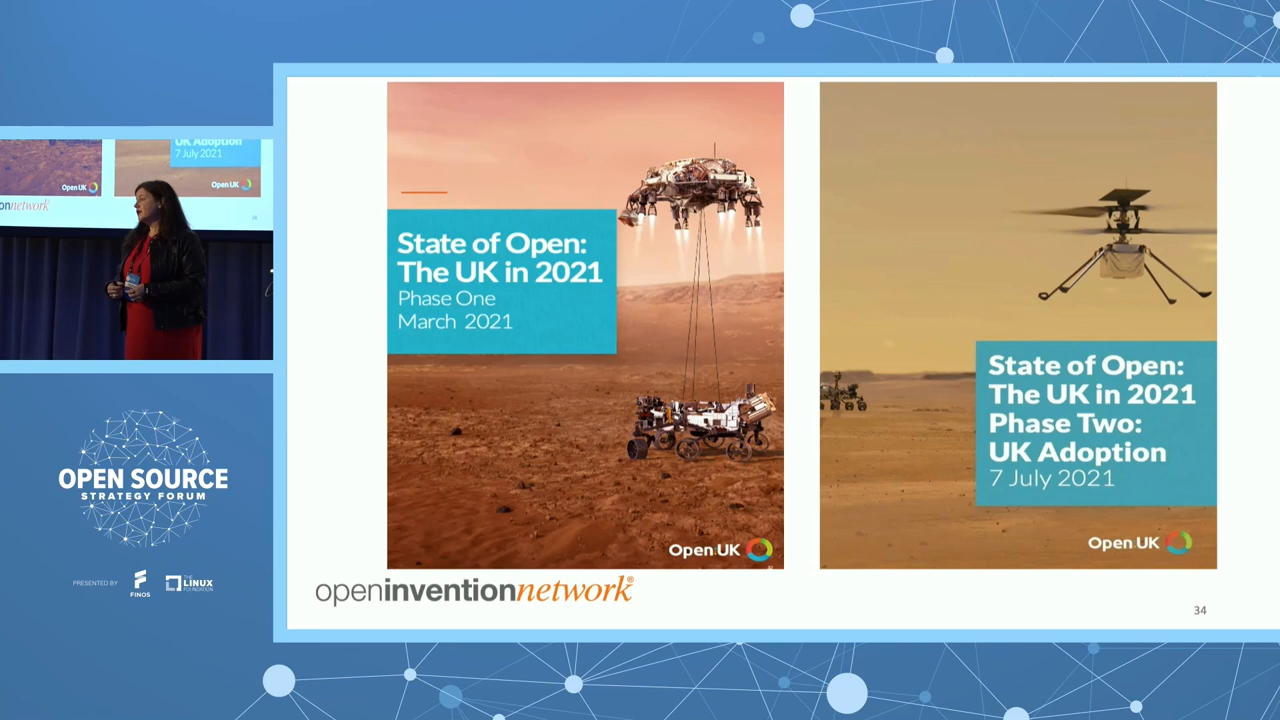 UK Adoption
7 July 2021
Open UK
Open UK
onnetwork
OPEN SOURCE
STRATEGY FORUM
PRESENTED BY
FINOS
THE
LINUX
FOUNDATION
State of Open:
The UK in 2021
Phase One
March 2021
Open UK
State of Open:
The UK in 2021
Phase Two:
UK Adoption
7 July 2021
Open UK
openinventionnetwork®
34